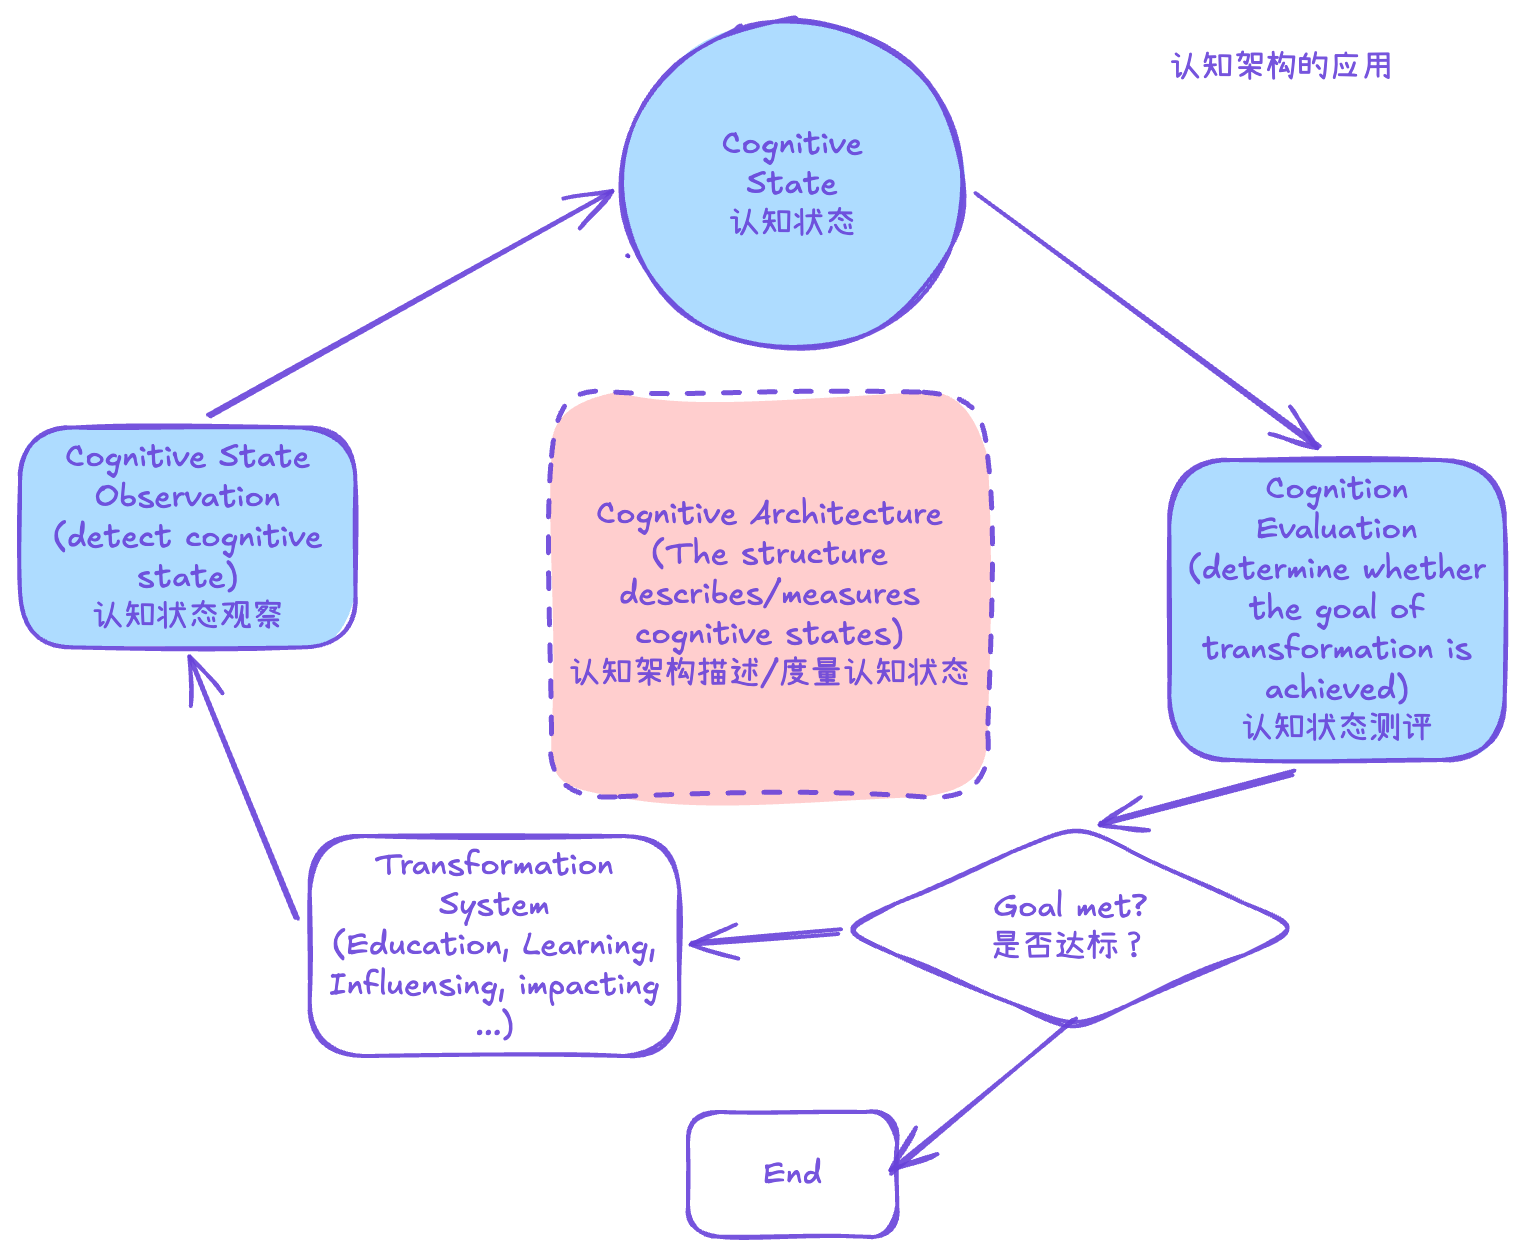 认知架构的应用
Cognitive
State
认知状态
Cognitive State
Observation
(detect cognitive
state)
认知状态观察
Cognitive Architecture
(The structure
describes/measures
cognitive states)
认知架构描述/度量认知状态
Cognition
Evaluation
(determine whether
the goal of
transformation is
achieved)
认知状态测评
Transformation
System
(Education, Learning,
Influensing, impacting
...)
Goal met?
是否达标？
End